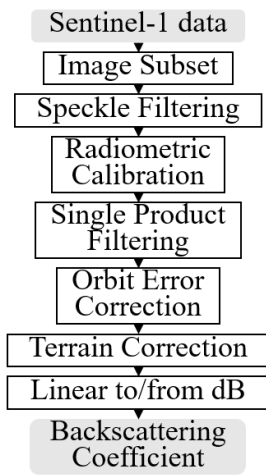 Sentinel-1 data
Image Subset
Speckle Filtering
Radiometric
Calibration
Single Product
Filtering
Orbit Error
Correction
Terrain Correction
Linear to/from dB
Backscattering
Coefficient